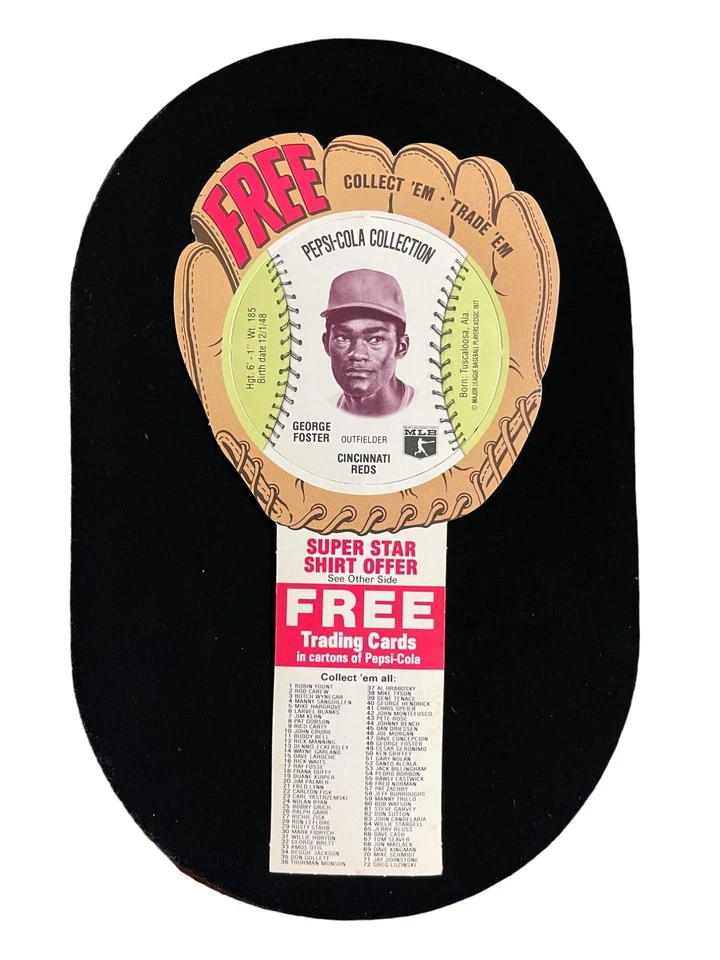 FREE
COLLECT 'EM • TRADE 'EM
PEPSI-COLA COLLECTION
Hgt. 6' - 1" Wt. 185
Birth date 12/1/48
Born: Tuscaloosa, Ala.
© MAJOR LEAGUE BASEBALL PLAYERS ASSOC. 1977
GEORGE
FOSTER
OUTFIELDER
MLB
CINCINNATI
REDS
SUPER STAR
SHIRT OFFER
See Other Side
FREE
Trading Cards
in cartons of Pepsi-Cola
Collect 'em all:
1 ROBIN YOUNT
2 ROD CAREW
3 BUTCH WYNEGAR
4 MANNY SANGUILLEN
5 MIKE HARGROVE
6 LARVEL BLANKS
7 JIM KERN
8 PAT DOBSON
9 RICO CARTY
10 JOHN GRUBB
11 BUDDY BELL
12 RICK MANNING
13 DENNIS ECKERSLEY
14 WAYNE GARLAND
15 DAVE LAROCHE
16 RICK WAITS
17 RAY FOSSE
18 FRANK DUFFY
19 DUANE KUIPER
20 JIM PALMER
21 FRED LYNN
22 CARLTON FISK
23 CARL YASTRZEMSKI
24 NOLAN RYAN
25 BOBBY GRICH
26 RALPH GARR
27 RICHIE ZISK
28 RON LEFLORE
29 RUSTY STAUB
30 MARK FIDRYCH
31 WILLIE HORTON
32 GEORGE BRETT
33 AMOS OTIS
34 REGGIE JACKSON
35 DON GULLETT
36 THURMAN MUNSON
37 AL HRABOSKY
38 MIKE TYSON
39 GENE TENACE
40 GEORGE HENDRICK
41 CHRIS SPEIER
42 JOHN MONTEFUSCO
43 PETE ROSE
44 JOHNNY BENCH
45 DAN DRIESSEN
46 JOE MORGAN
47 DAVE CONCEPCION
48 GEORGE FOSTER
49 CESAR GERONIMO
50 KEN GRIFFEY
51 GARY NOLAN
52 SANTO ALCALA
53 JACK BILLINGHAM
54 PEDRO BORBON
55 RAWLY EASTWICK
56 FRED NORMAN
57 PAT ZACHRY
58 JEFF BURROUGHS
59 MANNY TRILLO
60 BOB WATSON
61 STEVE GARVEY
62 DON SUTTON
63 JOHN CANDELARIA
64 WILLIE STARGELL
65 JERRY REUSS
66 DAVE CASH
67 TOM SEAVER
68 JON MATLACK
69 DAVE KINGMAN
70 MIKE SCHMIDT
71 JAY JOHNSTONE
72 GREG LUZINSKI